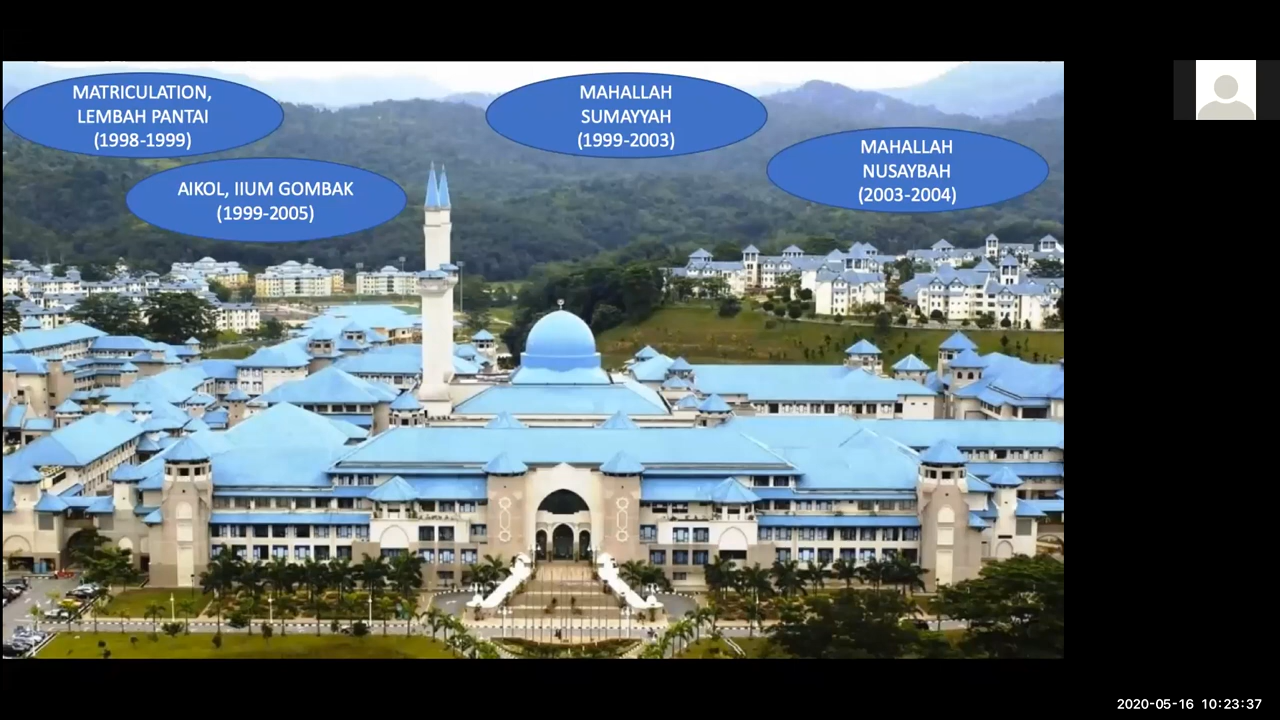 MATRICULATION,
LEMBAH PANTAI
(1998-1999)
AIKOL, IIUM GOMBAK
(1999-2005)
MAHALLAH
SUMAYYAH
(1999-2003)
MAHALLAH
NUSAYBAH
(2003-2004)
2020-05-16 10:23:37